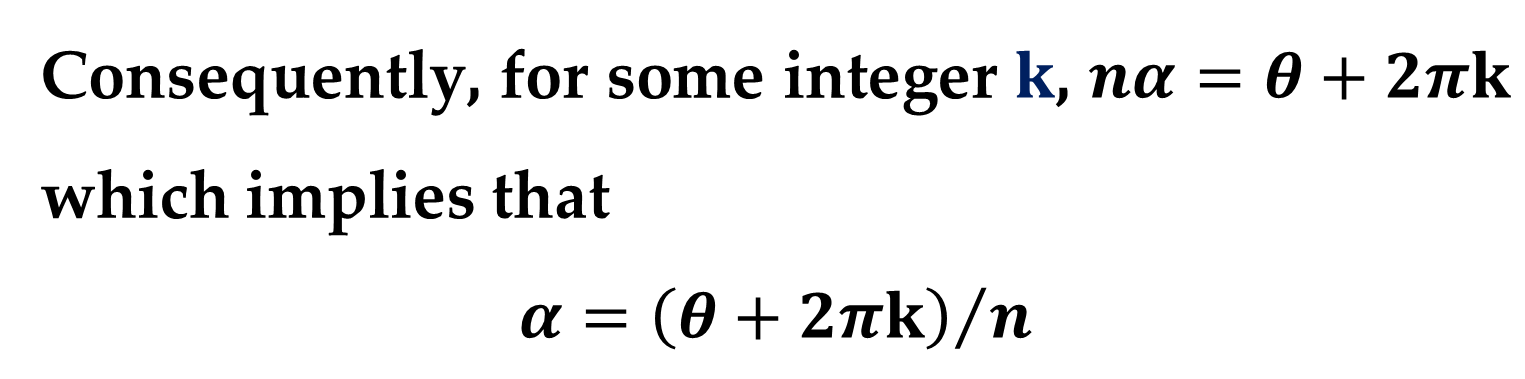 Consequently, for some integer k, nα = θ + 2πk
which implies that
α = (θ + 2πk)/n